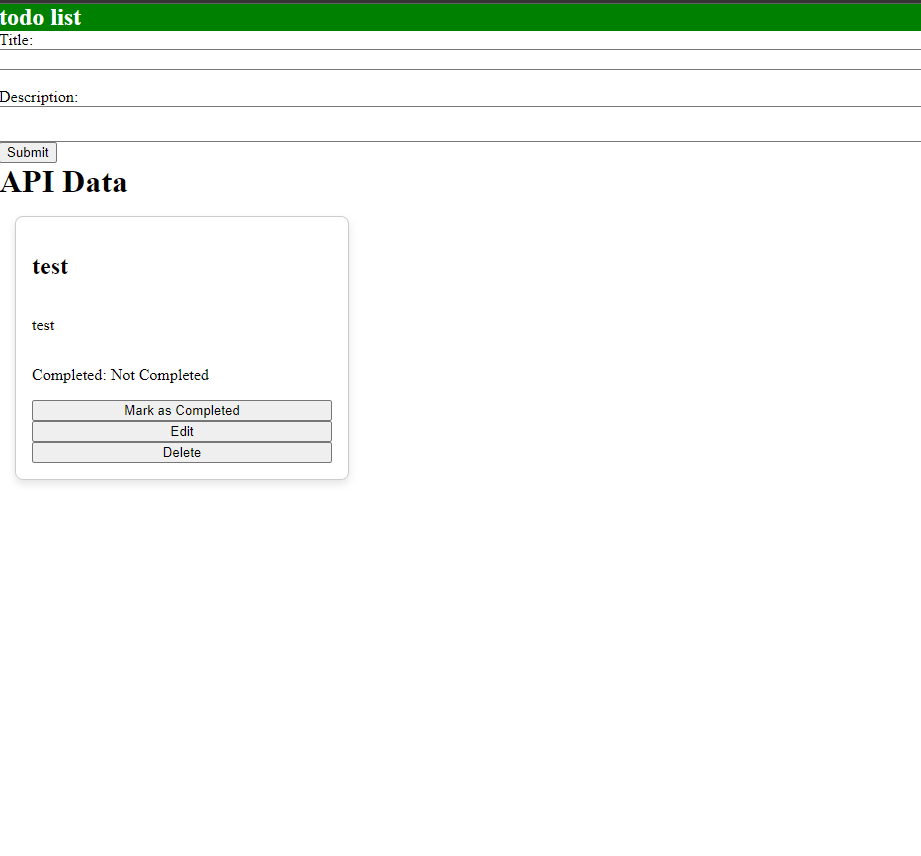 todo list
Title:
Description:
Submit
API Data
test
test
Completed: Not Completed
Mark as Completed
Edit
Delete